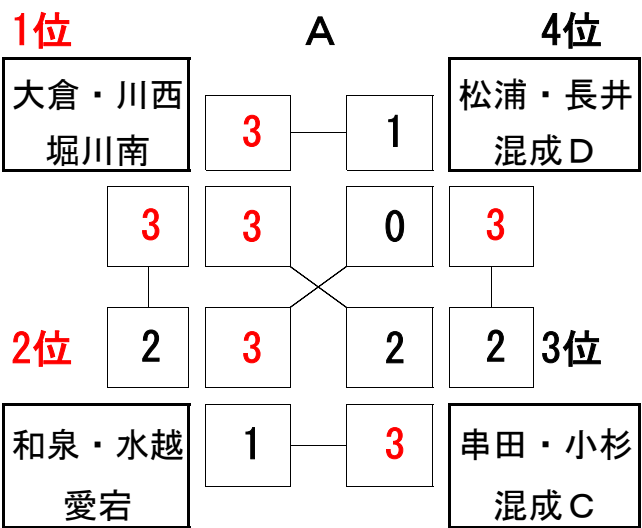 1位 A 4位
大倉・川西 松浦・長井
堀川南 混成D
3 1
3 3 0 3
2位 2 3 2 2 3位
1 3
和泉・水越 串田・小杉
愛宕 混成C